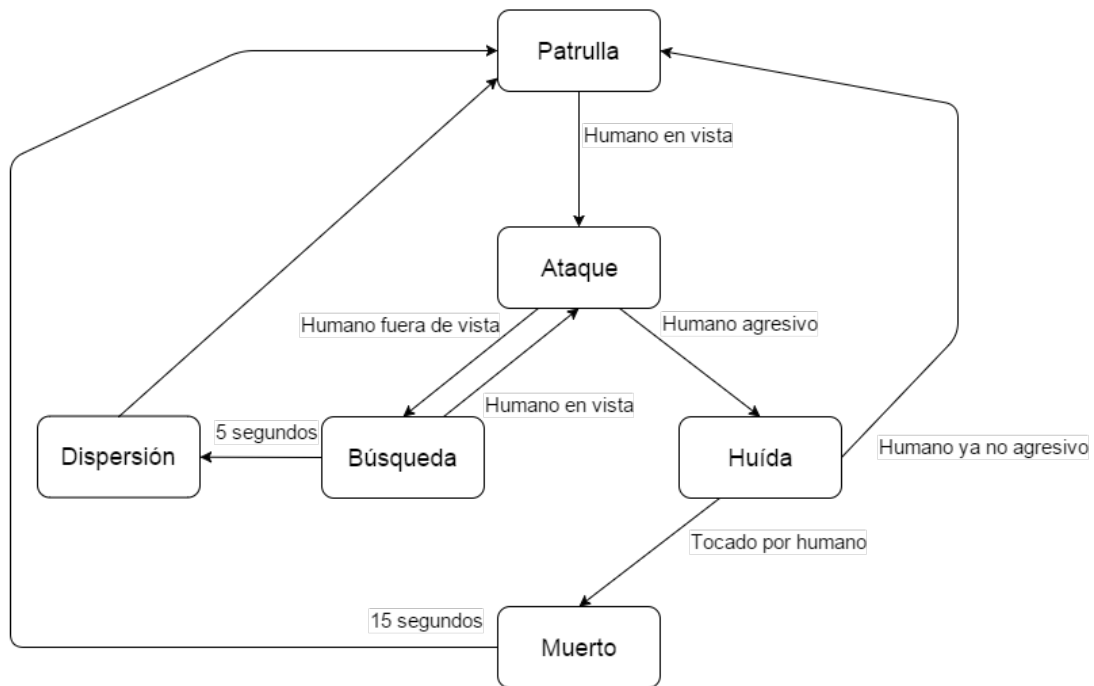 Patrulla
Humano en vista
Ataque
Humano fuera de vista
Humano agresivo
Humano en vista
5 segundos
Dispersión
Búsqueda
Huída
Humano ya no agresivo
Tocado por humano
15 segundos
Muerto